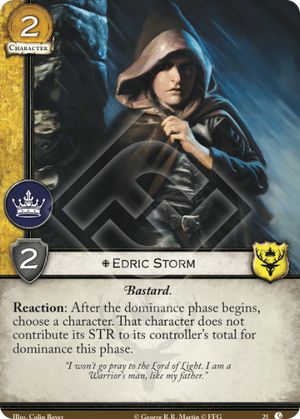 2
Character
2
Edric Storm
Bastard.
Reaction: After the dominance phase begins,
choose a character. That character does not
contribute its STR to its controller's total for
dominance this phase.
"I won't go pray to the Lord of Light. I am a
Warrior's man, like my father."
Illus. Colin Boyer
© George R.R. Martin © FFG
25